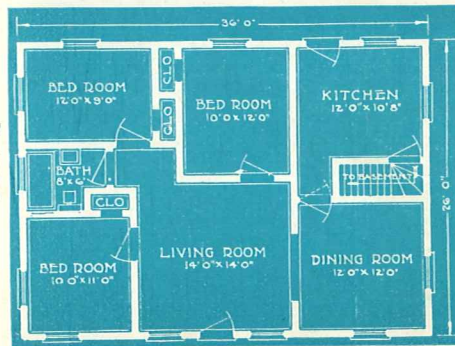 36'0"
BED ROOM
12'0" X 9'0"
CLO
CLO
BED ROOM
10'0 X 12'0"
KITCHEN
12'0" X 10'8"
BATH
8' X 6'
CLO
TO BASEMENT
26'0"
BED ROOM
10'0" X 11'0"
LIVING ROOM
14'0" X 14'0"
DINING ROOM
12'0" X 12'0"